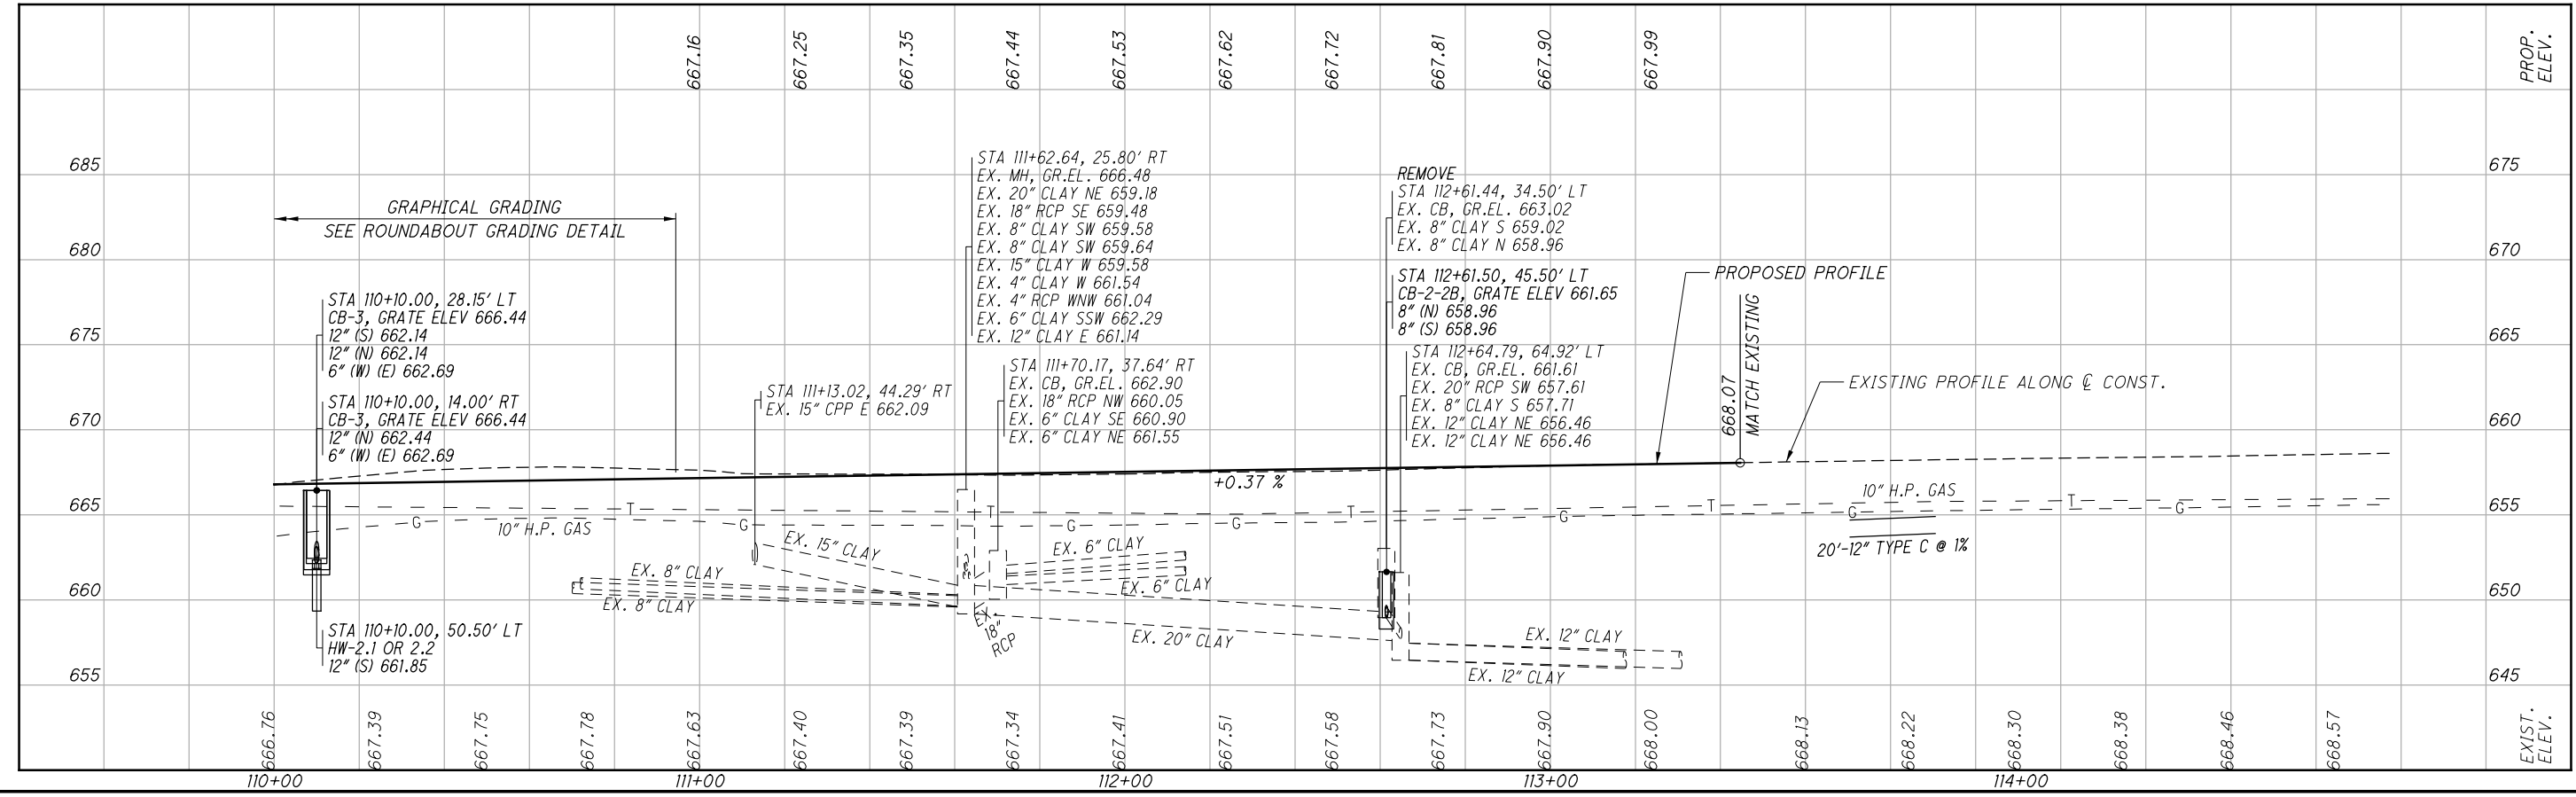 667.16
667.25
667.35
667.44
667.53
667.62
667.72
667.81
667.90
667.99
PROP.
ELEV.
685
680
675
670
665
660
655
675
670
665
660
655
650
645
GRAPHICAL GRADING
SEE ROUNDABOUT GRADING DETAIL
STA 110+10.00, 28.15' LT
CB-3, GRATE ELEV 666.44
12" (S) 662.14
12" (N) 662.14
6" (W) (E) 662.69
STA 110+10.00, 14.00' RT
CB-3, GRATE ELEV 666.44
12" (N) 662.44
6" (W) (E) 662.69
STA 110+10.00, 50.50' LT
HW-2.1 OR 2.2
12" (S) 661.85
STA 111+13.02, 44.29' RT
EX. 15" CPP E 662.09
STA 111+62.64, 25.80' RT
EX. MH, GR.EL. 666.48
EX. 20" CLAY NE 659.18
EX. 18" RCP SE 659.48
EX. 8" CLAY SW 659.58
EX. 8" CLAY SW 659.64
EX. 15" CLAY W 659.58
EX. 4" CLAY W 661.54
EX. 4" RCP WNW 661.04
EX. 6" CLAY SSW 662.29
EX. 12" CLAY E 661.14
STA 111+70.17, 37.64' RT
EX. CB, GR.EL. 662.90
EX. 18" RCP NW 660.05
EX. 6" CLAY SE 660.90
EX. 6" CLAY NE 661.55
REMOVE
STA 112+61.44, 34.50' LT
EX. CB, GR.EL. 663.02
EX. 8" CLAY S 659.02
EX. 8" CLAY N 658.96
STA 112+61.50, 45.50' LT
CB-2-2B, GRATE ELEV 661.65
8" (N) 658.96
8" (S) 658.96
STA 112+64.79, 64.92' LT
EX. CB, GR.EL. 661.61
EX. 20" RCP SW 657.61
EX. 8" CLAY S 657.71
EX. 12" CLAY NE 656.46
EX. 12" CLAY NE 656.46
PROPOSED PROFILE
668.07
MATCH EXISTING
EXISTING PROFILE ALONG ℄ CONST.
+0.37 %
T
T
T
T
T
G
G
G
G
G
G
G
10" H.P. GAS
10" H.P. GAS
20'-12" TYPE C @ 1%
EX. 15" CLAY
EX. 8" CLAY
EX. 8" CLAY
EX. 6" CLAY
EX. 6" CLAY
EX.
18"
RCP
EX. 20" CLAY
EX. 12" CLAY
EX. 12" CLAY
666.76
667.39
667.75
667.78
667.63
667.40
667.39
667.34
667.41
667.51
667.58
667.73
667.90
668.00
668.13
668.22
668.30
668.38
668.46
668.57
EXIST.
ELEV.
110+00
111+00
112+00
113+00
114+00